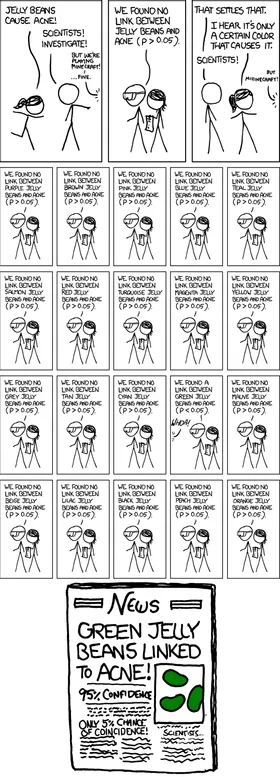 JELLY BEANS
CAUSE ACNE!
SCIENTISTS!
INVESTIGATE!
BUT WE'RE
PLAYING
MINECRAFT!
... FINE.
WE FOUND NO
LINK BETWEEN
JELLY BEANS AND
ACNE (P > 0.05).
THAT SETTLES THAT.
I HEAR IT'S ONLY
A CERTAIN COLOR
THAT CAUSES IT.
SCIENTISTS!
BUT
MINECRAFT!
WE FOUND NO
LINK BETWEEN
PURPLE JELLY
BEANS AND ACNE
(P > 0.05).
WE FOUND NO
LINK BETWEEN
BROWN JELLY
BEANS AND ACNE
(P > 0.05).
WE FOUND NO
LINK BETWEEN
PINK JELLY
BEANS AND ACNE
(P > 0.05).
WE FOUND NO
LINK BETWEEN
BLUE JELLY
BEANS AND ACNE
(P > 0.05).
WE FOUND NO
LINK BETWEEN
TEAL JELLY
BEANS AND ACNE
(P > 0.05).
WE FOUND NO
LINK BETWEEN
SALMON JELLY
BEANS AND ACNE
(P > 0.05).
WE FOUND NO
LINK BETWEEN
RED JELLY
BEANS AND ACNE
(P > 0.05).
WE FOUND NO
LINK BETWEEN
TURQUOISE JELLY
BEANS AND ACNE
(P > 0.05).
WE FOUND NO
LINK BETWEEN
MAGENTA JELLY
BEANS AND ACNE
(P > 0.05).
WE FOUND NO
LINK BETWEEN
YELLOW JELLY
BEANS AND ACNE
(P > 0.05).
WE FOUND NO
LINK BETWEEN
GREY JELLY
BEANS AND ACNE
(P > 0.05).
WE FOUND NO
LINK BETWEEN
TAN JELLY
BEANS AND ACNE
(P > 0.05).
WE FOUND NO
LINK BETWEEN
CYAN JELLY
BEANS AND ACNE
(P > 0.05).
WE FOUND A
LINK BETWEEN
GREEN JELLY
BEANS AND ACNE
(P < 0.05).
WHOA!
WE FOUND NO
LINK BETWEEN
MAUVE JELLY
BEANS AND ACNE
(P > 0.05).
WE FOUND NO
LINK BETWEEN
BEIGE JELLY
BEANS AND ACNE
(P > 0.05).
WE FOUND NO
LINK BETWEEN
LILAC JELLY
BEANS AND ACNE
(P > 0.05).
WE FOUND NO
LINK BETWEEN
BLACK JELLY
BEANS AND ACNE
(P > 0.05).
WE FOUND NO
LINK BETWEEN
PEACH JELLY
BEANS AND ACNE
(P > 0.05).
WE FOUND NO
LINK BETWEEN
ORANGE JELLY
BEANS AND ACNE
(P > 0.05).
NEWS
GREEN JELLY
BEANS LINKED
TO ACNE!
95% CONFIDENCE
ONLY 5% CHANCE
OF COINCIDENCE!
SCIENTISTS...